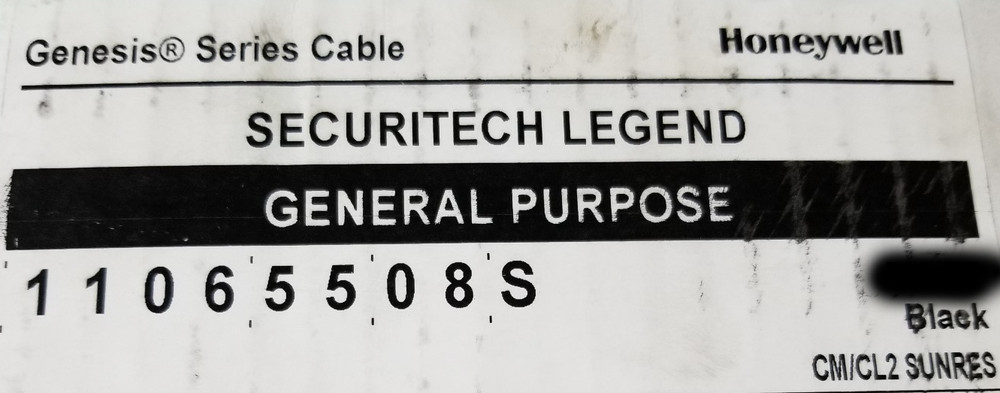 Genesis® Series Cable Honeywell
SECURITECH LEGEND
GENERAL PURPOSE
11065508S
Black
CM/CL2 SUNRES